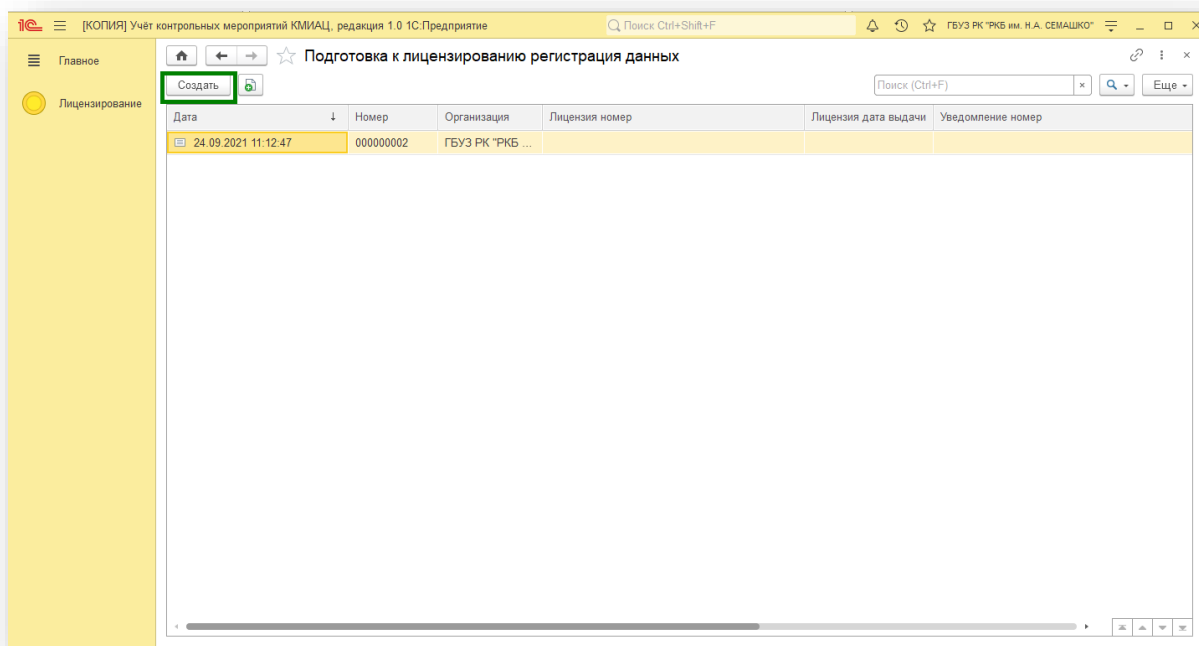 1С [КОПИЯ] Учёт контрольных мероприятий КМИАЦ, редакция 1.0 1С:Предприятие Поиск Ctrl+Shift+F ГБУЗ РК "РКБ им. Н.А. СЕМАШКО"
Главное
Лицензирование
Подготовка к лицензированию регистрация данных
Создать Поиск (Ctrl+F) × Еще
Дата ↓ Номер Организация Лицензия номер Лицензия дата выдачи Уведомление номер
24.09.2021 11:12:47 000000002 ГБУЗ РК "РКБ ...